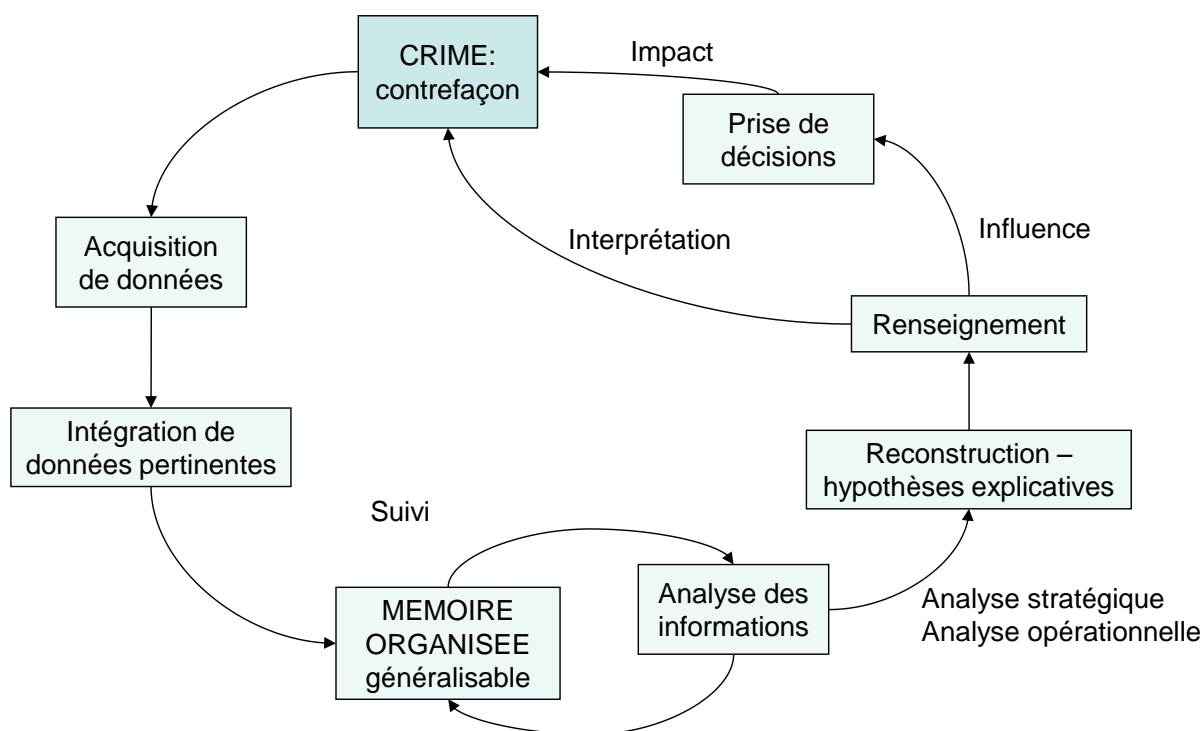 CRIME:
contrefaçon
Impact
Prise de
décisions
Acquisition
de données
Interprétation
Influence
Renseignement
Intégration de
données pertinentes
Reconstruction –
hypothèses explicatives
Suivi
MEMOIRE
ORGANISEE
généralisable
Analyse des
informations
Analyse stratégique
Analyse opérationnelle